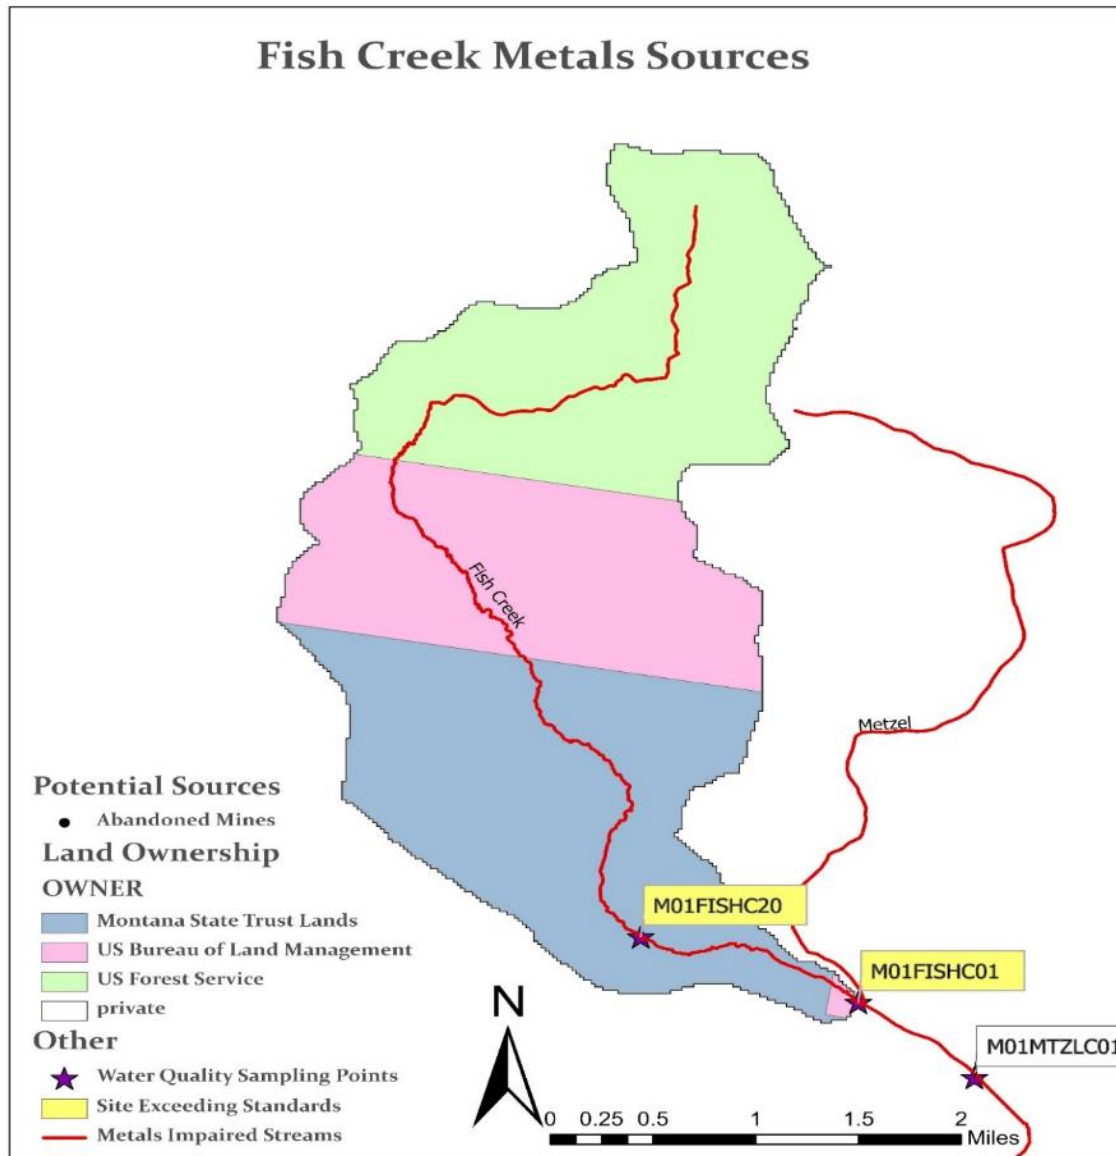 Fish Creek Metals Sources
Fish Creek
Metzel
Potential Sources
Abandoned Mines
Land Ownership
OWNER
Montana State Trust Lands
US Bureau of Land Management
US Forest Service
private
Other
Water Quality Sampling Points
Site Exceeding Standards
Metals Impaired Streams
M01FISHC20
M01FISHC01
M01MTZLC01
N
0 0.25 0.5 1 1.5 2
Miles